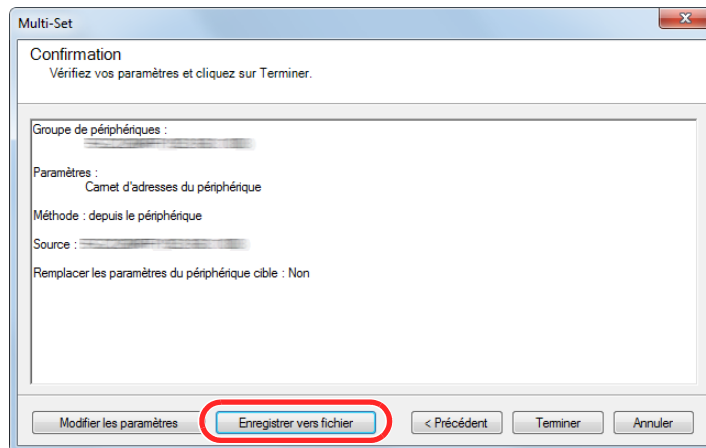 Multi-Set
Confirmation
Vérifiez vos paramètres et cliquez sur Terminer.
Groupe de périphériques :
Paramètres :
Carnet d'adresses du périphérique
Méthode : depuis le périphérique
Source :
Remplacer les paramètres du périphérique cible : Non
Modifier les paramètres
Enregistrer vers fichier
< Précédent
Terminer
Annuler